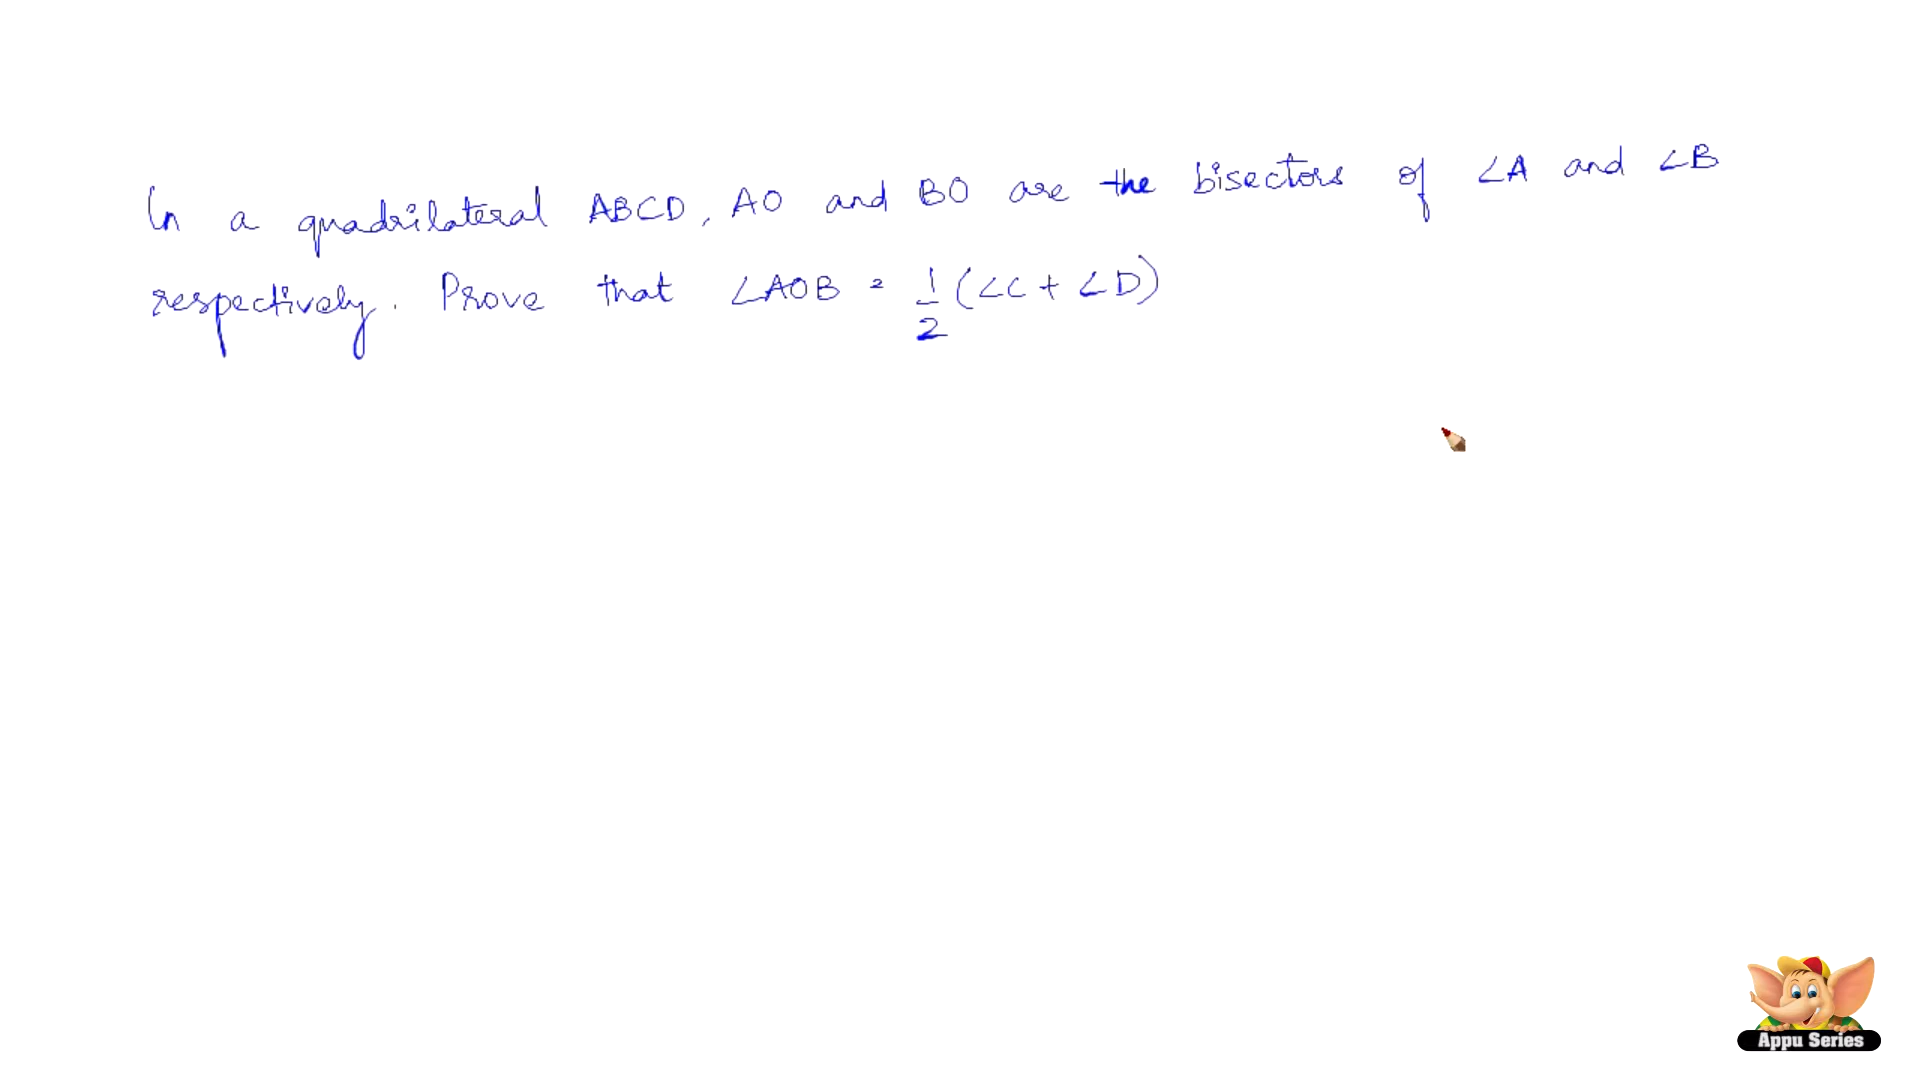 In a quadrilateral ABCD, AO and BO are the bisectors of ∠A and ∠B
respectively. Prove that ∠AOB = 1/2 (∠C + ∠D)
Appu Series